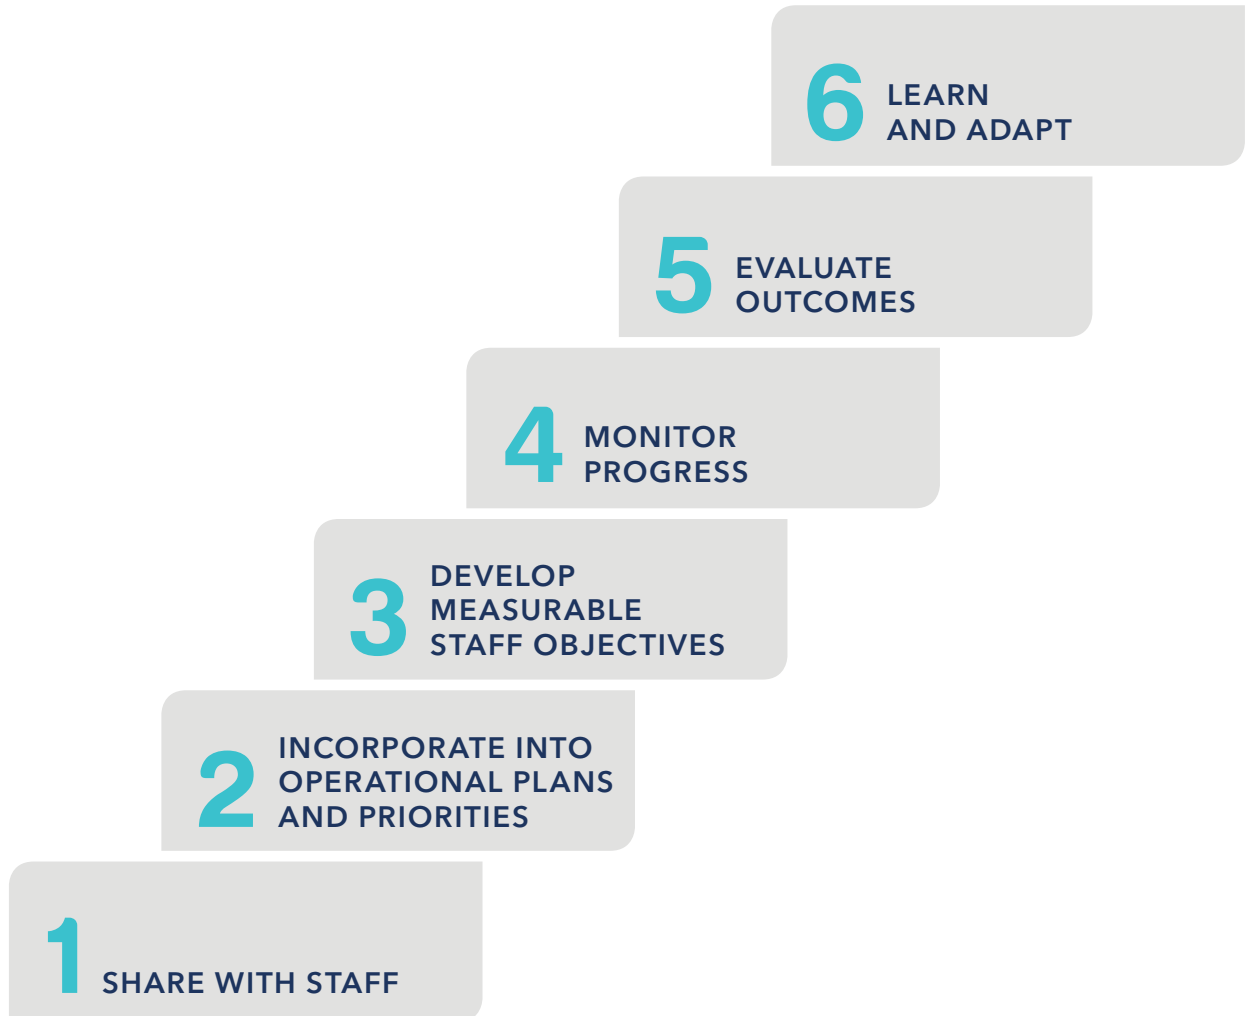 6 LEARN
AND ADAPT
5 EVALUATE
OUTCOMES
4 MONITOR
PROGRESS
3 DEVELOP
MEASURABLE
STAFF OBJECTIVES
2 INCORPORATE INTO
OPERATIONAL PLANS
AND PRIORITIES
1 SHARE WITH STAFF